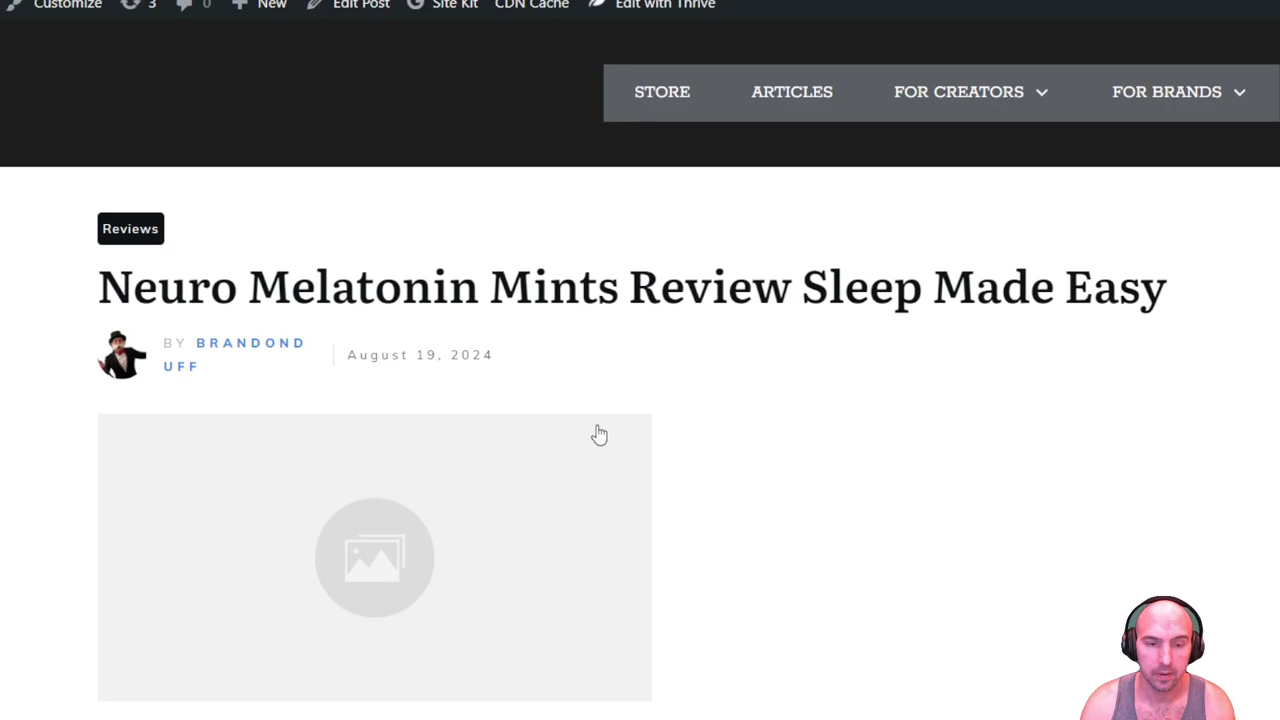 Customize 3 0 New Edit Post Site Kit CDN Cache Edit with Thrive
STORE ARTICLES FOR CREATORS FOR BRANDS
Reviews
Neuro Melatonin Mints Review Sleep Made Easy
BY BRANDOND
UFF
August 19, 2024